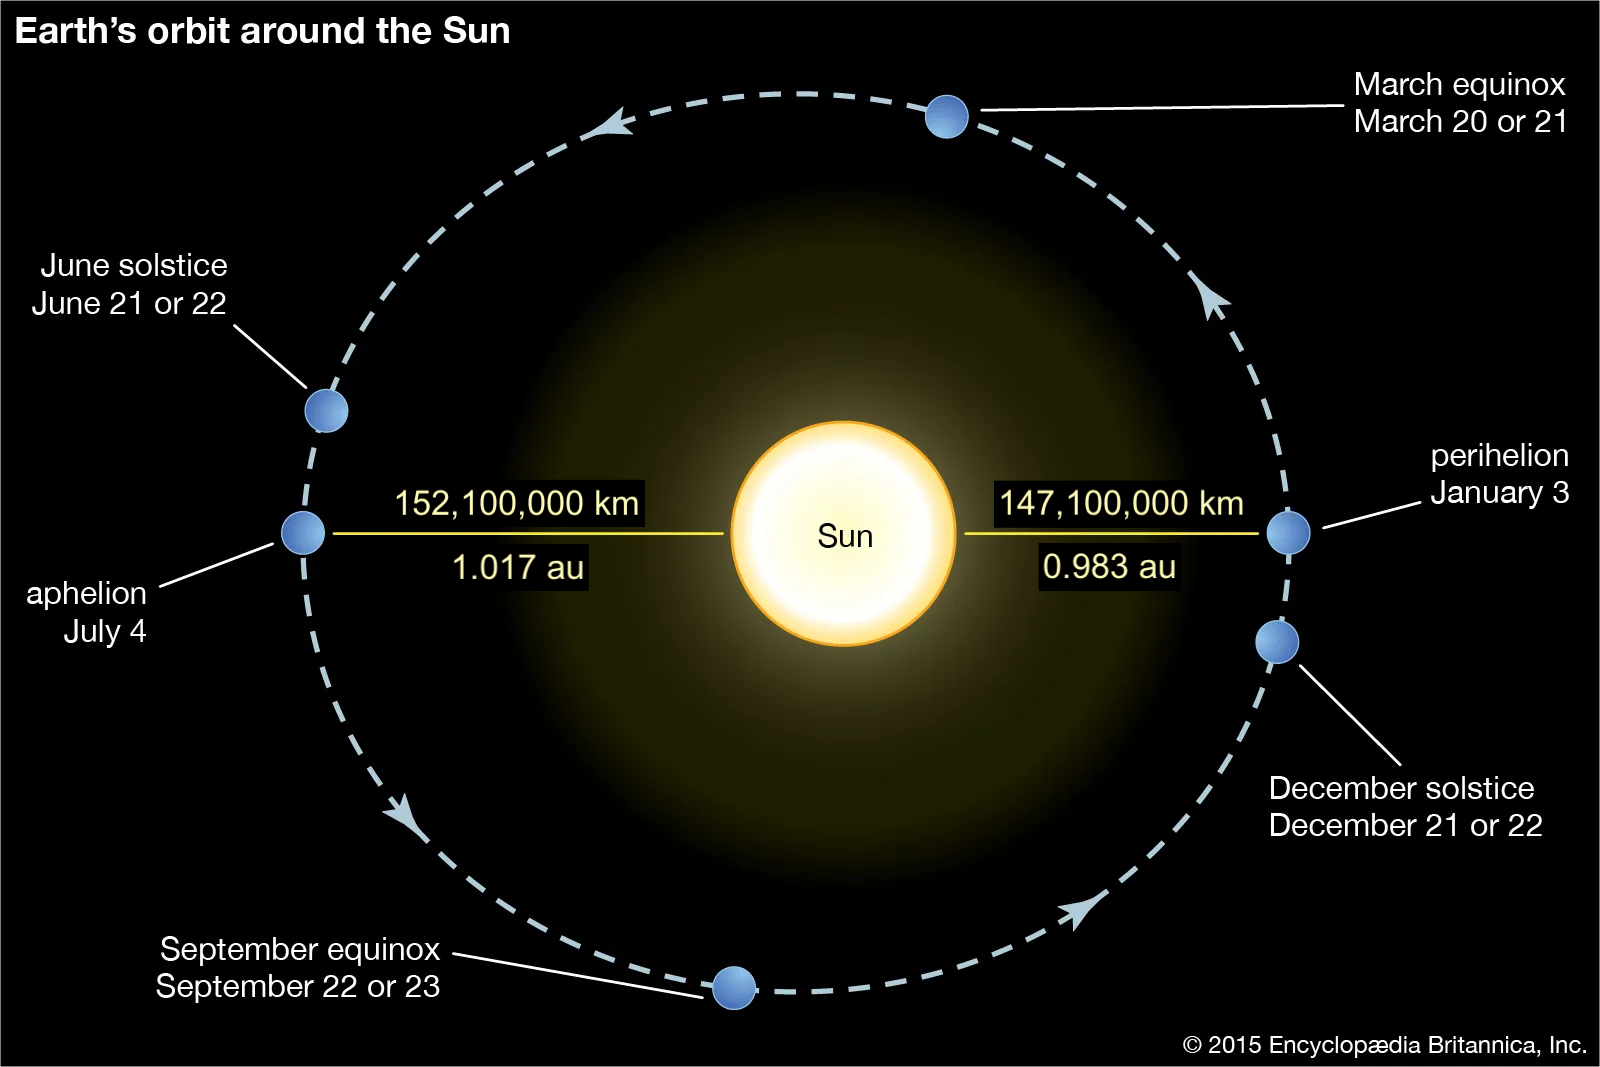 Earth’s orbit around the Sun
March equinox
March 20 or 21
June solstice
June 21 or 22
perihelion
January 3
152,100,000 km
147,100,000 km
Sun
1.017 au
0.983 au
aphelion
July 4
December solstice
December 21 or 22
September equinox
September 22 or 23
© 2015 Encyclopædia Britannica, Inc.